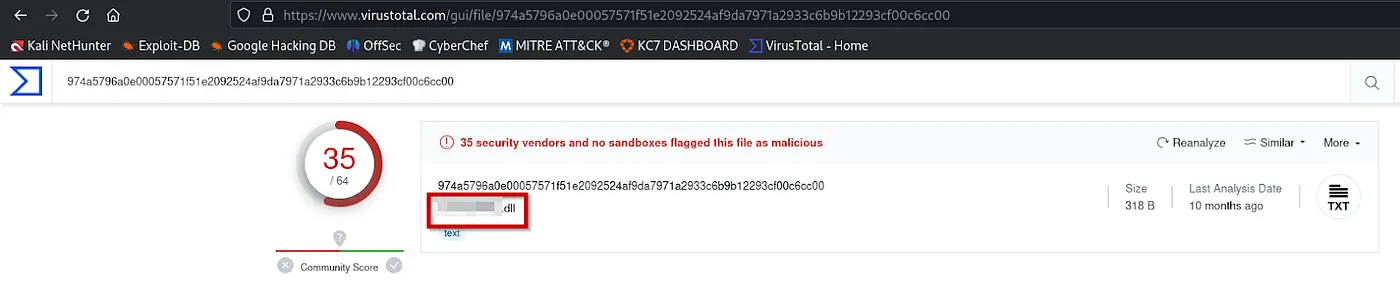 https://www.virustotal.com/gui/file/974a5796a0e00057571f51e2092524af9da7971a2933c6b9b12293cf00c6cc00
Kali NetHunter Exploit-DB Google Hacking DB OffSec CyberChef MITRE ATT&CK® KC7 DASHBOARD VirusTotal - Home
974a5796a0e00057571f51e2092524af9da7971a2933c6b9b12293cf00c6cc00
35
/ 64
Community Score
35 security vendors and no sandboxes flagged this file as malicious
Reanalyze Similar More
974a5796a0e00057571f51e2092524af9da7971a2933c6b9b12293cf00c6cc00
.dll
text
Size
318 B
Last Analysis Date
10 months ago
TXT